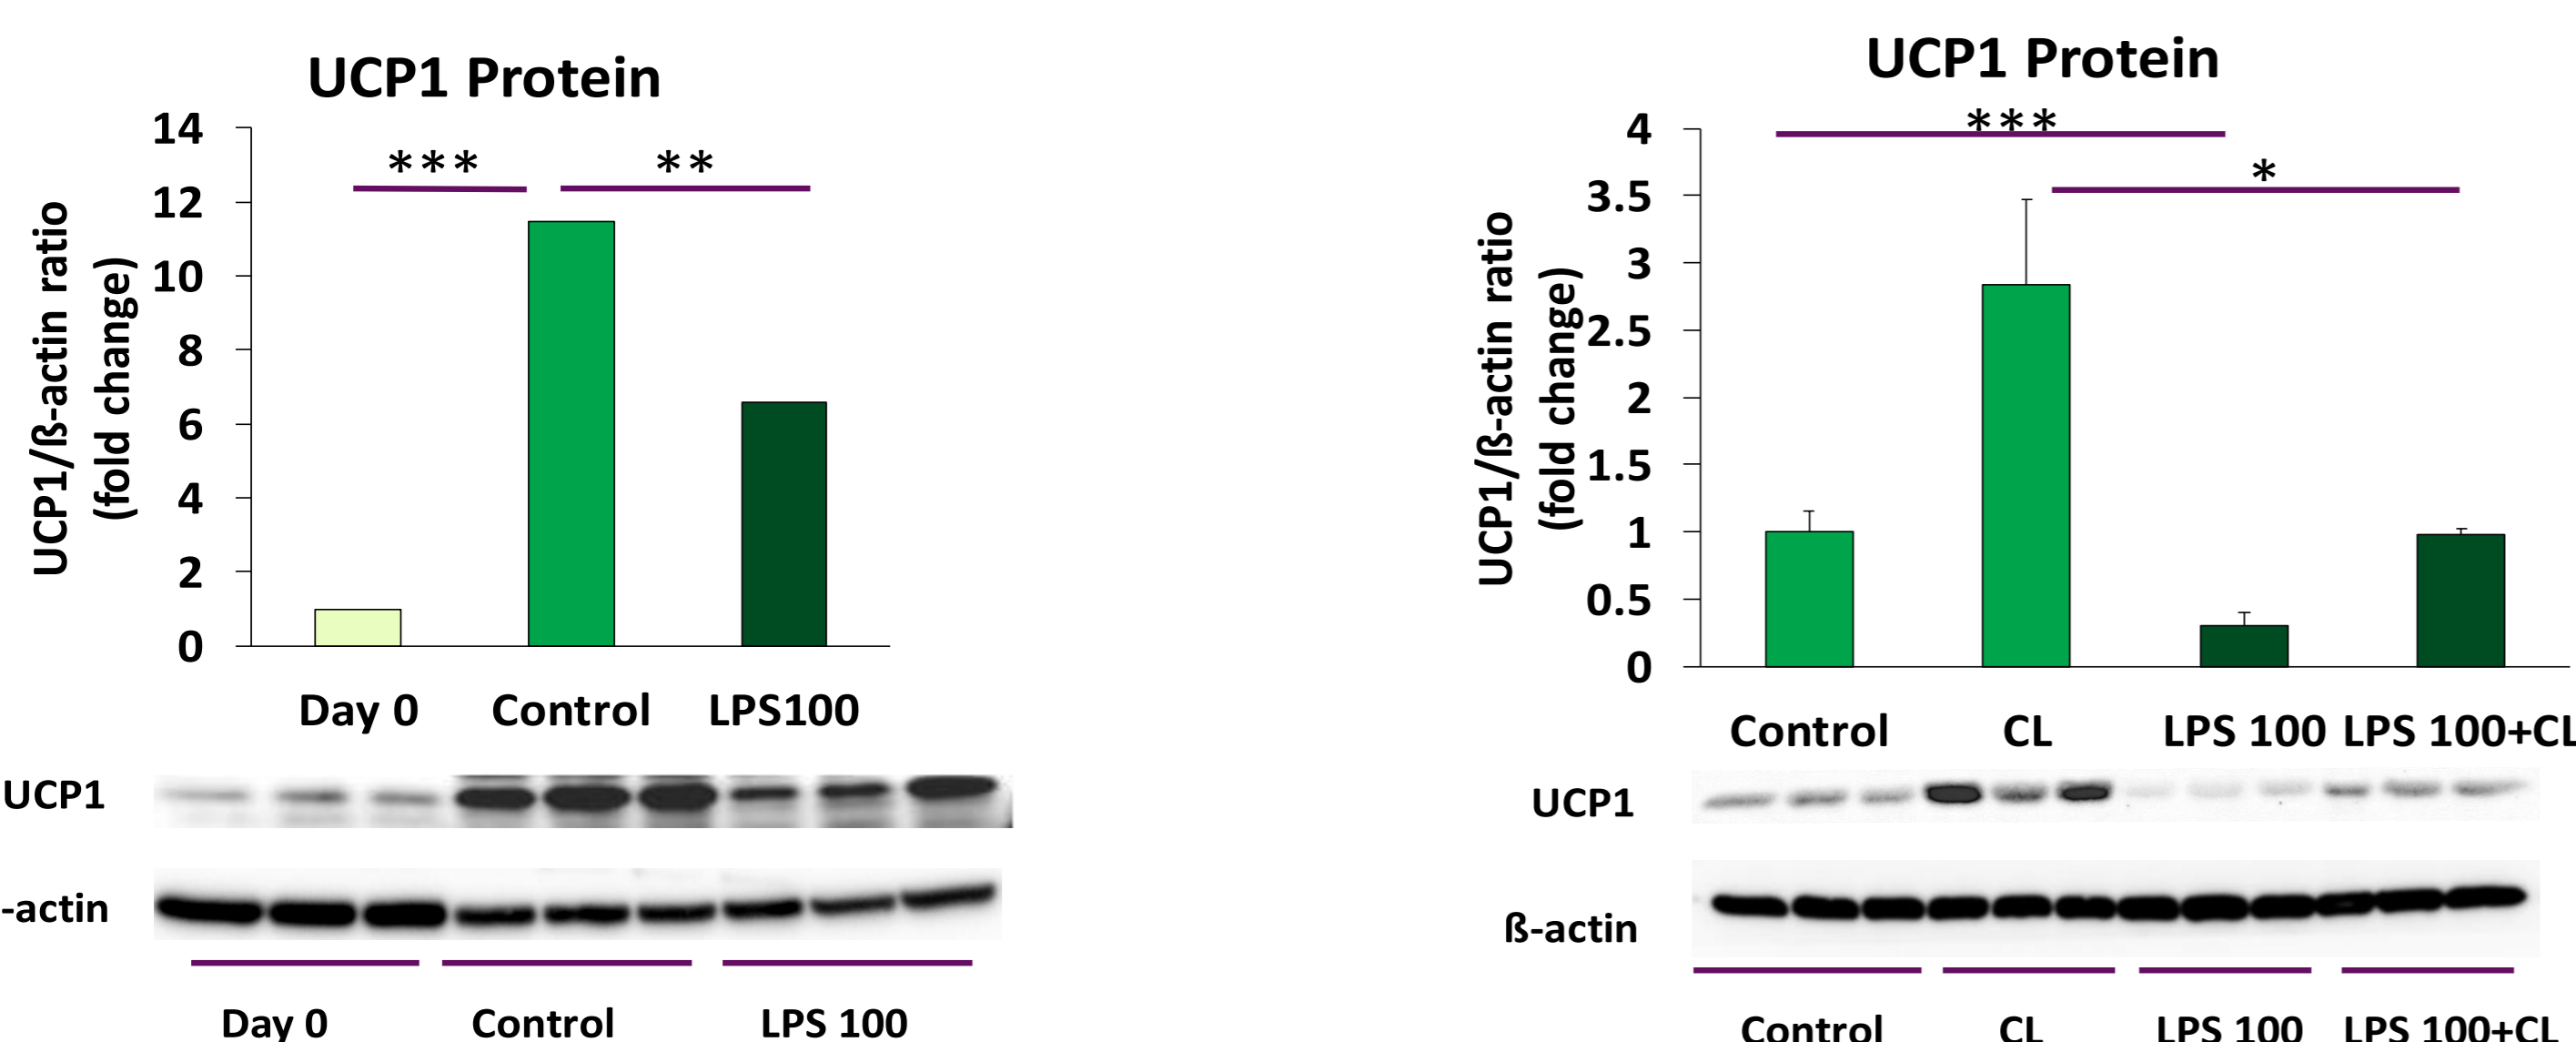 UCP1 Protein
UCP1/ß-actin ratio
(fold change)
14
12
10
8
6
4
2
0
***
**
Day 0 Control LPS100
UCP1
-actin
Day 0 Control LPS 100
UCP1 Protein
UCP1/ß-actin ratio
(fold change)
4
3.5
3
2.5
2
1.5
1
0.5
0
***
*
Control CL LPS 100 LPS 100+CL
UCP1
ß-actin
Control CL LPS 100 LPS 100+CL